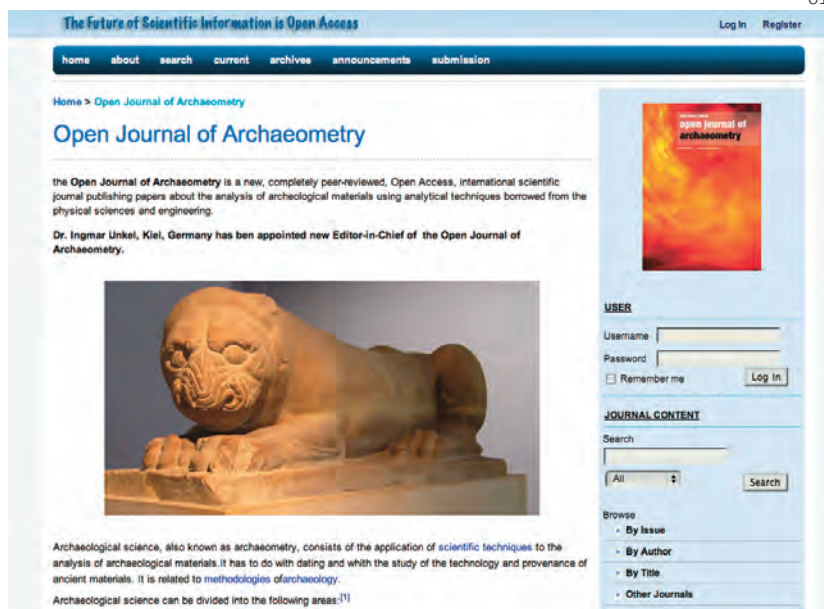 The Future of Scientific Information is Open Access
Log In Register
home about search current archives announcements submission
Home > Open Journal of Archaeometry
Open Journal of Archaeometry
the Open Journal of Archaeometry is a new, completely peer-reviewed, Open Access, international scientific
journal publishing papers about the analysis of archeological materials using analytical techniques borrowed from the
physical sciences and engineering.
Dr. Ingmar Unkel, Kiel, Germany has ben appointed new Editor-in-Chief of the Open Journal of
Archaeometry.
Archaeological science, also known as archaeometry, consists of the application of scientific techniques to the
analysis of archaeological materials.It has to do with dating and whith the study of the technology and provenance of
ancient materials. It is related to methodologies ofarchaeology.
Archaeological science can be divided into the following areas:[1]
open journal of
archaeometry
USER
Username
Password
Remember me
Log In
JOURNAL CONTENT
Search
All
Search
Browse
By Issue
By Author
By Title
Other Journals